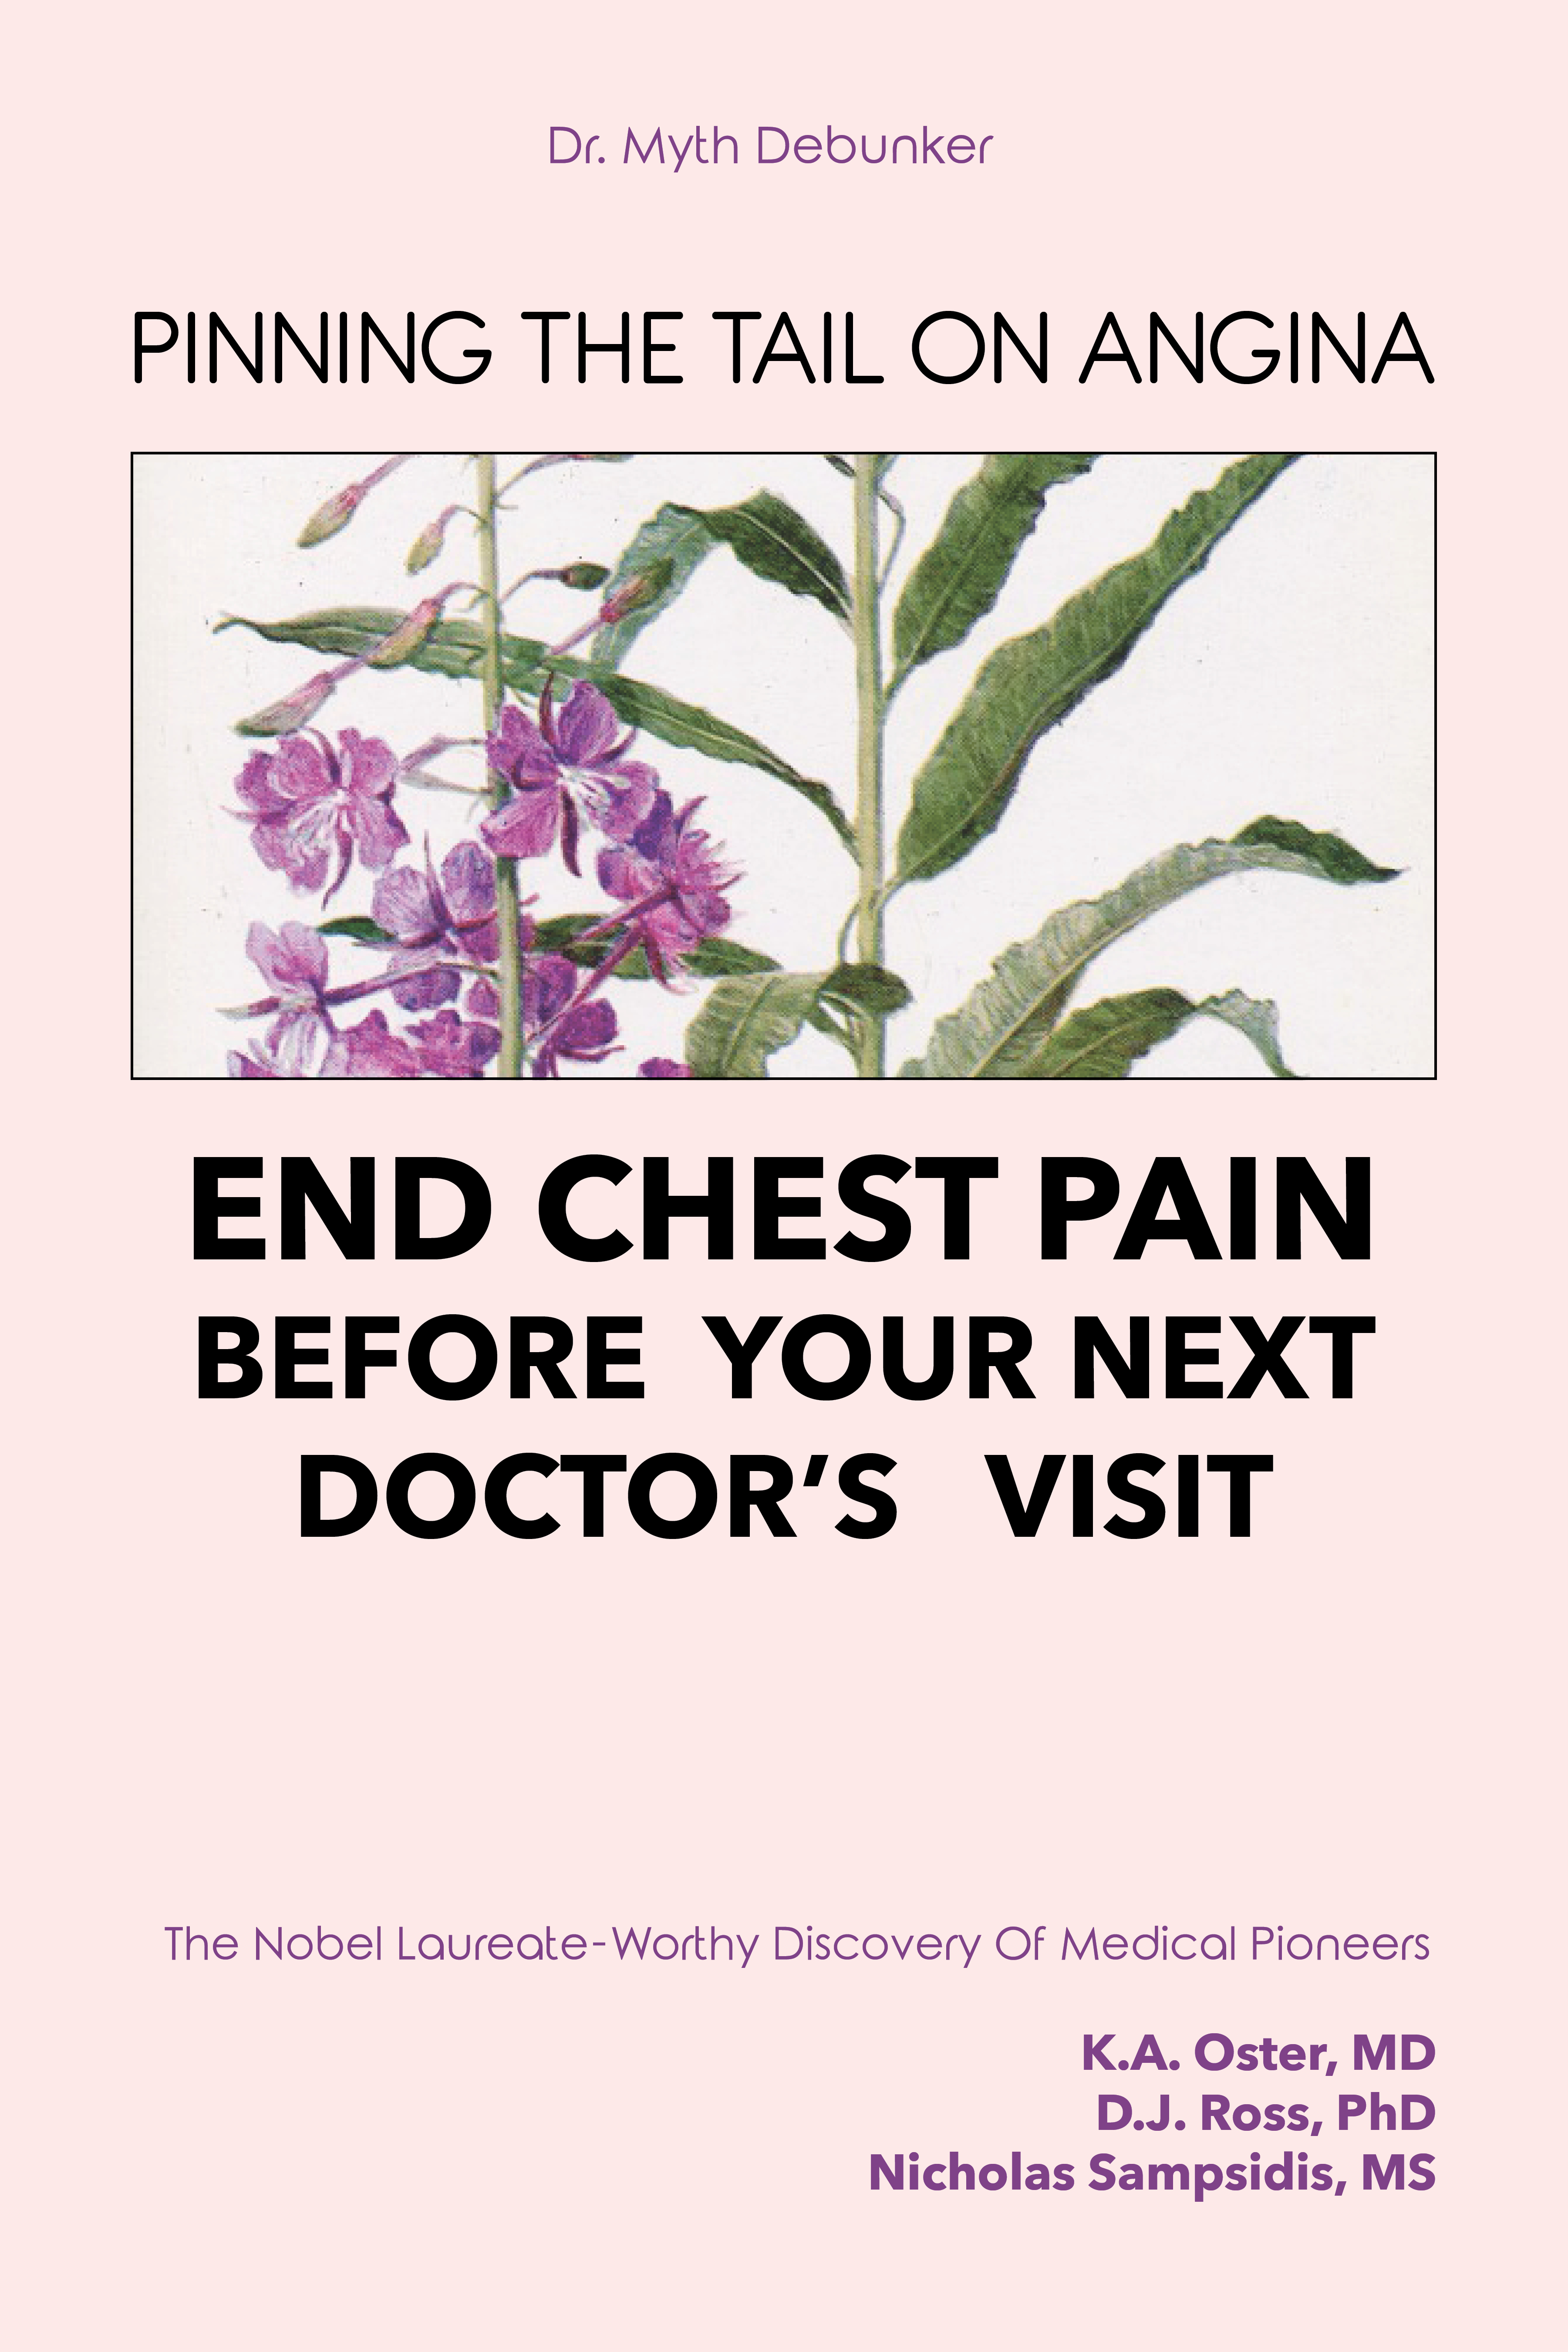 Dr. Myth Debunker
PINNING THE TAIL ON ANGINA
END CHEST PAIN
BEFORE YOUR NEXT
DOCTOR’S VISIT
The Nobel Laureate-Worthy Discovery Of Medical Pioneers
K.A. Oster, MD
D.J. Ross, PhD
Nicholas Sampsidis, MS